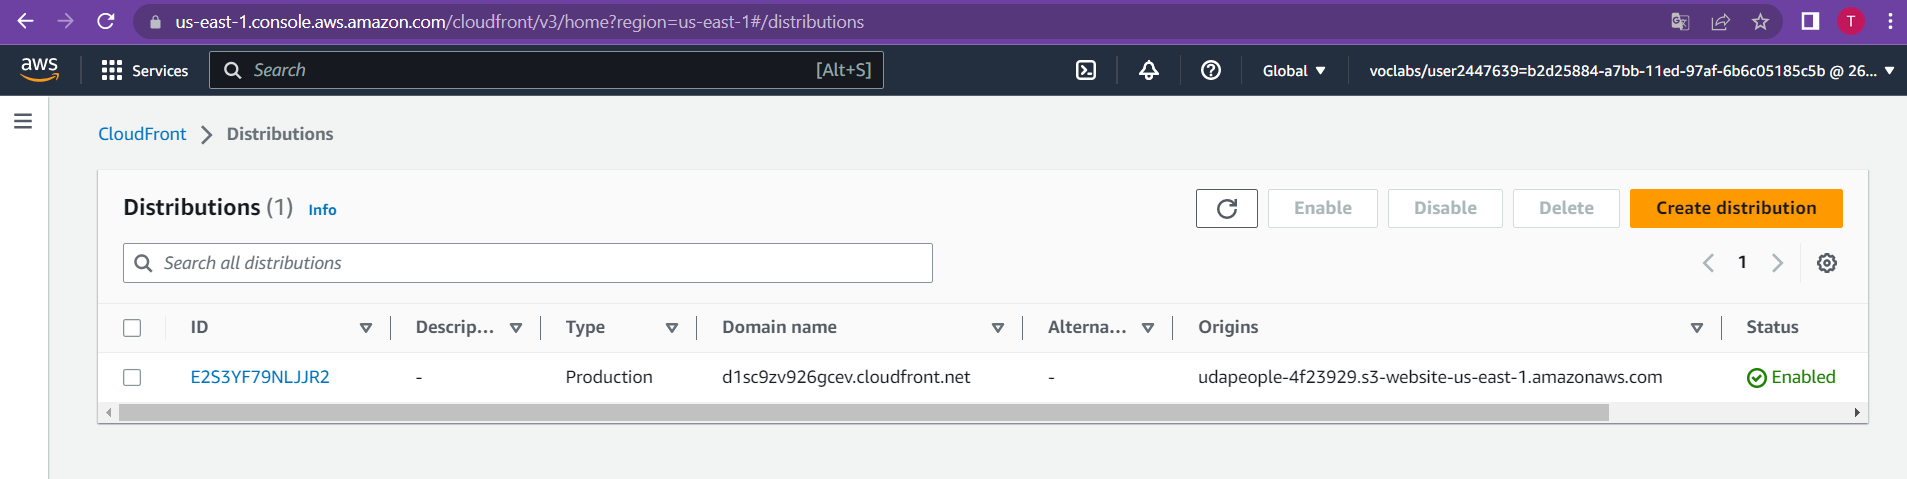 us-east-1.console.aws.amazon.com/cloudfront/v3/home?region=us-east-1#/distributions
T
aws Services Search [Alt+S] Global voclabs/user2447639=b2d25884-a7bb-11ed-97af-6b6c05185c5b @ 26...
CloudFront Distributions
Distributions (1) Info Enable Disable Delete Create distribution
Search all distributions 1
ID Descrip... Type Domain name Alterna... Origins Status
E2S3YF79NLJJR2 - Production d1sc9zv926gcev.cloudfront.net - udapeople-4f23929.s3-website-us-east-1.amazonaws.com Enabled